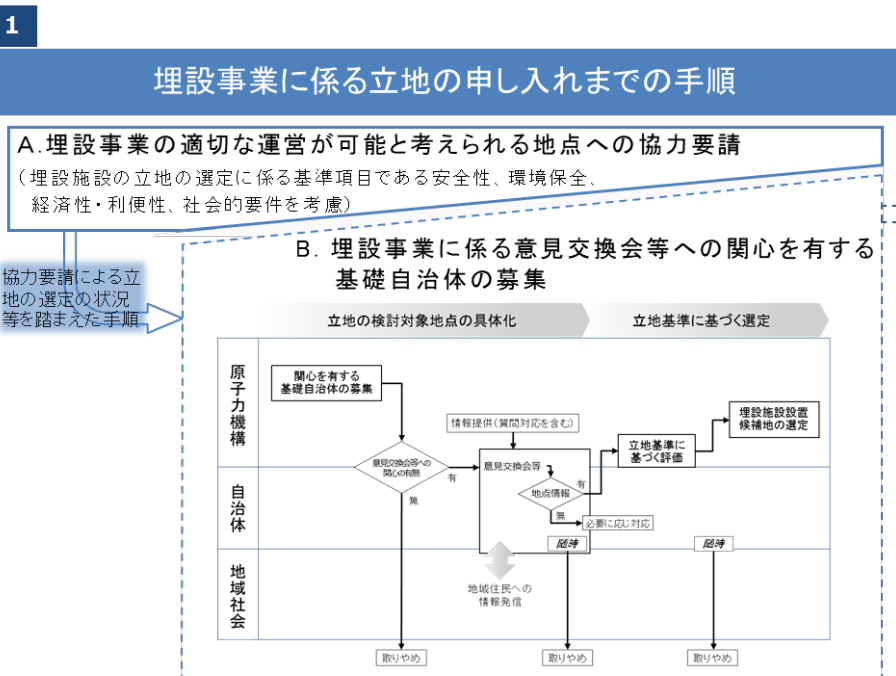 1
埋設事業に係る立地の申し入れまでの手順
A.埋設事業の適切な運営が可能と考えられる地点への協力要請
（埋設施設の立地の選定に係る基準項目である安全性、環境保全、
経済性・利便性、社会的要件を考慮）
協力要請による立
地の選定の状況
等を踏まえた手順
B. 埋設事業に係る意見交換会等への関心を有する
基礎自治体の募集
立地の検討対象地点の具体化
立地基準に基づく選定
原子力機構
関心を有する
基礎自治体の募集
情報提供（質問対応を含む）
埋設施設設置
候補地の選定
立地基準に
基づく評価
意見交換会等への
関心の有無
有
無
意見交換会等
地点情報
有
無
必要に応じ対応
自治体
随時
随時
地域社会
地域住民への
情報発信
取りやめ
取りやめ
取りやめ